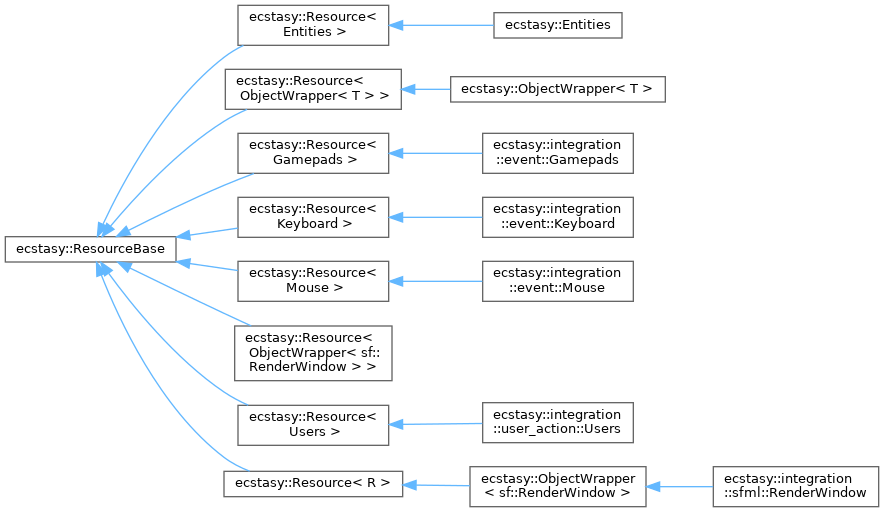 ecstasy::Resource<
Entities >
ecstasy::Entities
ecstasy::Resource<
ObjectWrapper< T > >
ecstasy::ObjectWrapper< T >
ecstasy::Resource<
Gamepads >
ecstasy::integration
::event::Gamepads
ecstasy::Resource<
Keyboard >
ecstasy::integration
::event::Keyboard
ecstasy::ResourceBase
ecstasy::Resource<
Mouse >
ecstasy::integration
::event::Mouse
ecstasy::Resource<
ObjectWrapper< sf::
RenderWindow > >
ecstasy::Resource<
Users >
ecstasy::integration
::user_action::Users
ecstasy::Resource< R >
ecstasy::ObjectWrapper
< sf::RenderWindow >
ecstasy::integration
::sfml::RenderWindow